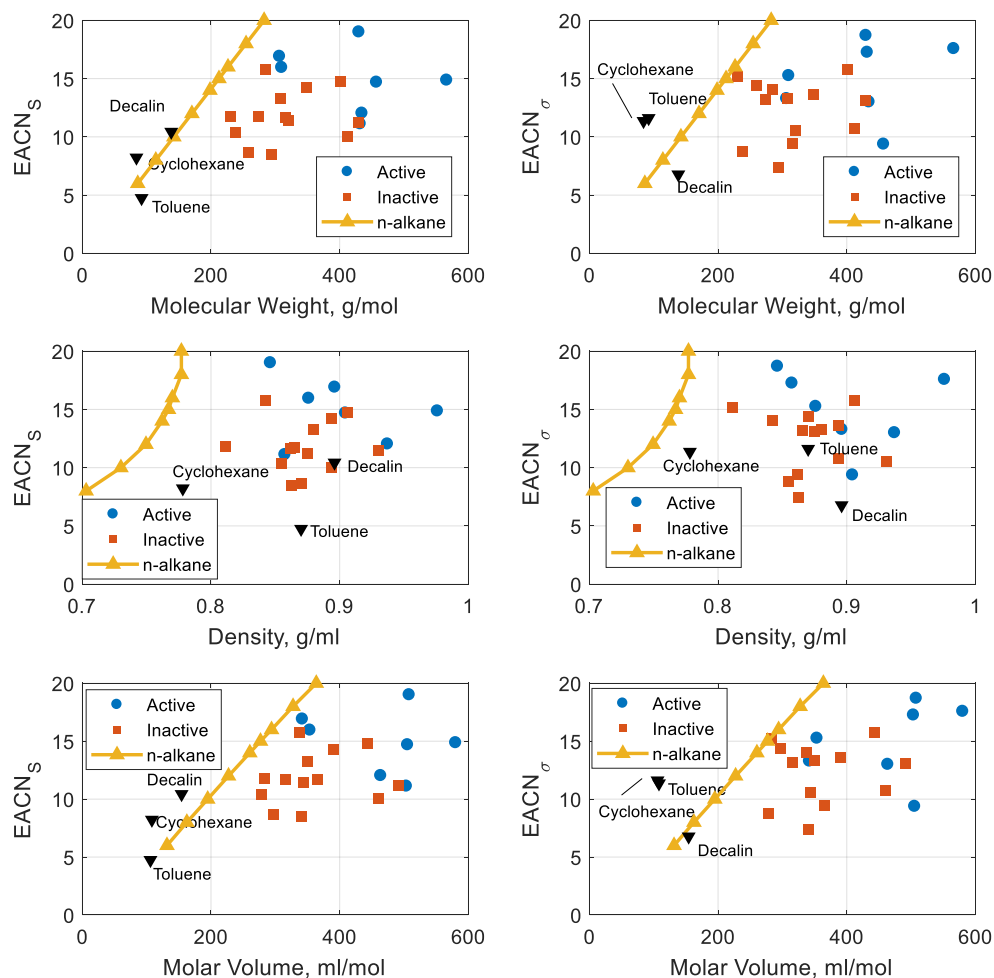 20
15
10
5
0
EACN_S
Decalin
Cyclohexane
Toluene
Active
Inactive
n-alkane
0 200 400 600
Molecular Weight, g/mol
20
15
10
5
0
EACN_σ
Cyclohexane
Toluene
Decalin
Active
Inactive
n-alkane
0 200 400 600
Molecular Weight, g/mol
20
15
10
5
0
EACN_S
Cyclohexane
Decalin
Toluene
Active
Inactive
n-alkane
0.7 0.8 0.9 1
Density, g/ml
20
15
10
5
0
EACN_σ
Toluene
Cyclohexane
Decalin
Active
Inactive
n-alkane
0.7 0.8 0.9 1
Density, g/ml
20
15
10
5
0
EACN_S
Active
Inactive
n-alkane
Decalin
Cyclohexane
Toluene
0 200 400 600
Molar Volume, ml/mol
20
15
10
5
0
EACN_σ
Active
Inactive
n-alkane
Toluene
Cyclohexane
Decalin
0 200 400 600
Molar Volume, ml/mol